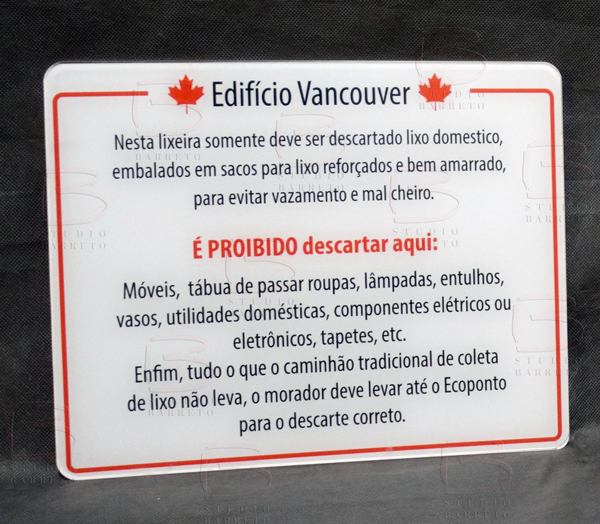 Edifício Vancouver
Nesta lixeira somente deve ser descartado lixo domestico,
embalados em sacos para lixo reforçados e bem amarrado,
para evitar vazamento e mal cheiro.
É PROIBIDO descartar aqui:
Móveis, tábua de passar roupas, lâmpadas, entulhos,
vasos, utilidades domésticas, componentes elétricos ou
eletrônicos, tapetes, etc.
Enfim, tudo o que o caminhão tradicional de coleta
de lixo não leva, o morador deve levar até o Ecoponto
para o descarte correto.
STUDIO
BARRETO